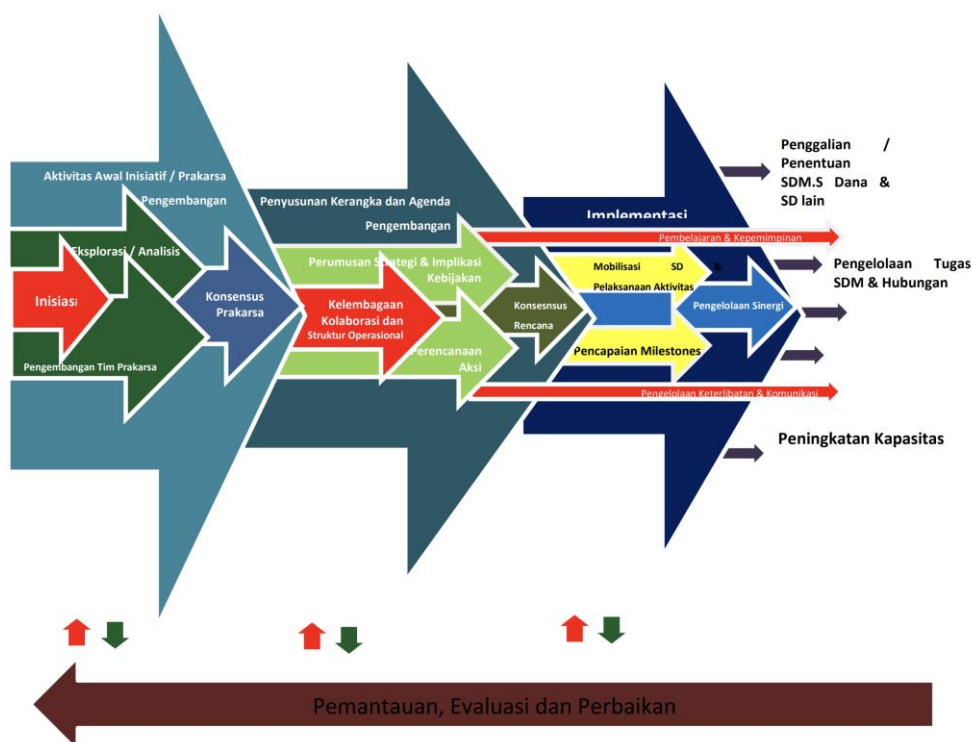 Aktivitas Awal Inisiatif / Prakarsa
Pengembangan
Eksplorasi / Analisis
Inisiasi
Pengembangan Tim Prakarsa
Konsensus
Prakarsa
Penyusunan Kerangka dan Agenda
Pengembangan
Perumusan Strategi & Implikasi
Kebijakan
Kelembagaan
Kolaborasi dan
Struktur Operasional
Perencanaan
Aksi
Konsesnsus
Rencana
Implementasi
Pembelajaran & Kepemimpinan
Mobilisasi SD &
Pelaksanaan Aktivitas
Pengelolaan Sinergi
Pencapaian Milestones
Pengelolaan Keterlibatan & Komunikasi
Penggalian /
Penentuan
SDM.S Dana &
SD lain
Pengelolaan Tugas
SDM & Hubungan
Peningkatan Kapasitas
Pemantauan, Evaluasi dan Perbaikan